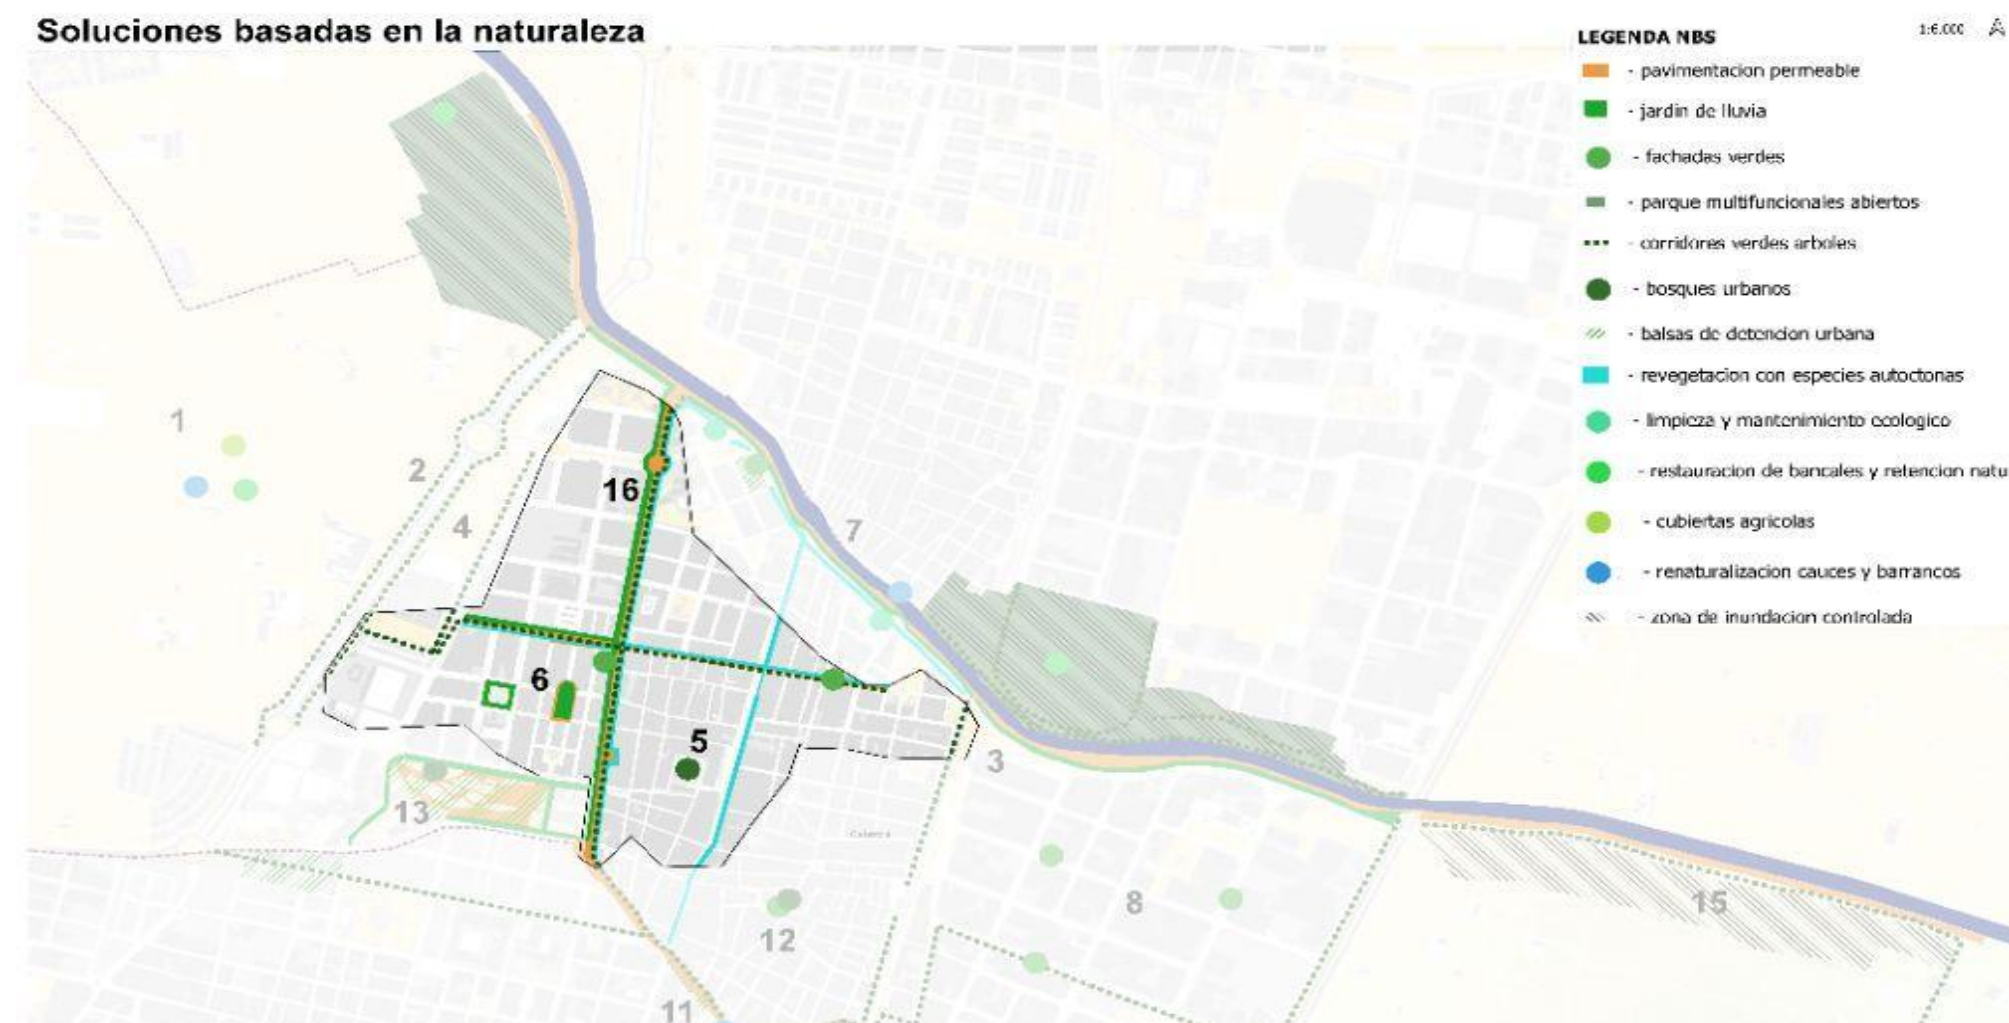 Soluciones basadas en la naturaleza
LEGENDA NBS
1:6.000
- pavimentacion permeable
- jardin de lluvia
- fachadas verdes
- parque multifuncionales abiertos
- corridores verdes arboles
- bosques urbanos
- balsas de detencion urbana
- revegetacion con especies autoctonas
- limpieza y mantenimiento ecologico
- restauracion de bancales y retencion natu
- cubiertas agricolas
- renaturalizacion cauces y barrancos
- zona de inundacion controlada
1
2
4
16
7
6
5
3
13
8
15
12
11